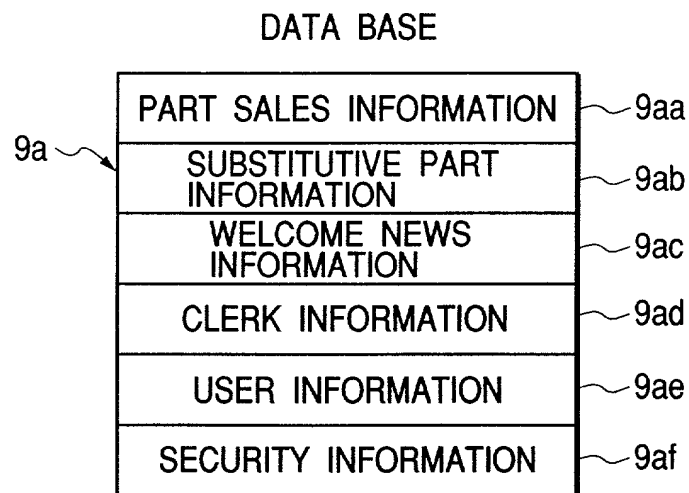 DATA BASE
PART SALES INFORMATION 9aa
9a
SUBSTITUTIVE PART
INFORMATION 9ab
WELCOME NEWS
INFORMATION 9ac
CLERK INFORMATION 9ad
USER INFORMATION 9ae
SECURITY INFORMATION 9af